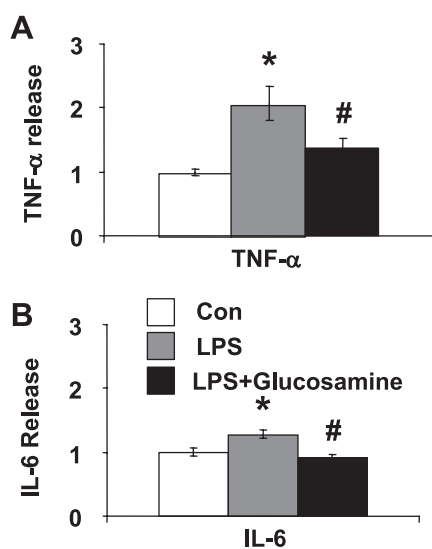 A
TNF-α release
3
2
1
0
*
#
TNF-α
B
IL-6 Release
3
2
1
0
Con
LPS
LPS+Glucosamine
*
#
IL-6